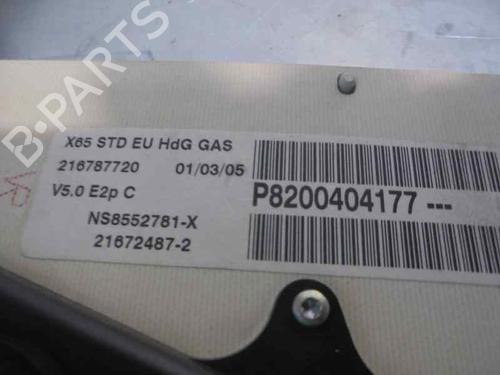 X65 STD EU HdG GAS
216787720 01/03/05
V5.0 E2p C
P8200404177 ---
NS8552781-X
21672487-2
B-PARTS